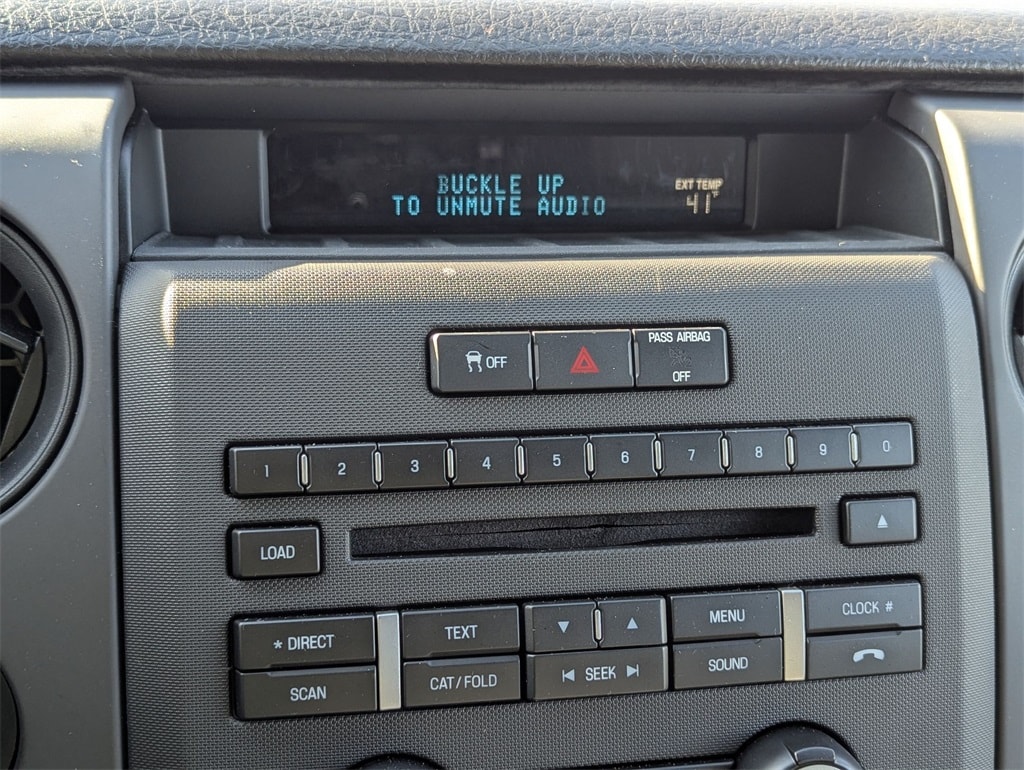 BUCKLE UP
TO UNMUTE AUDIO
EXT TEMP
41°F
OFF
PASS AIRBAG
OFF
1 2 3 4 5 6 7 8 9 0
LOAD
* DIRECT
TEXT
MENU
CLOCK #
SCAN
CAT/FOLD
SEEK
SOUND